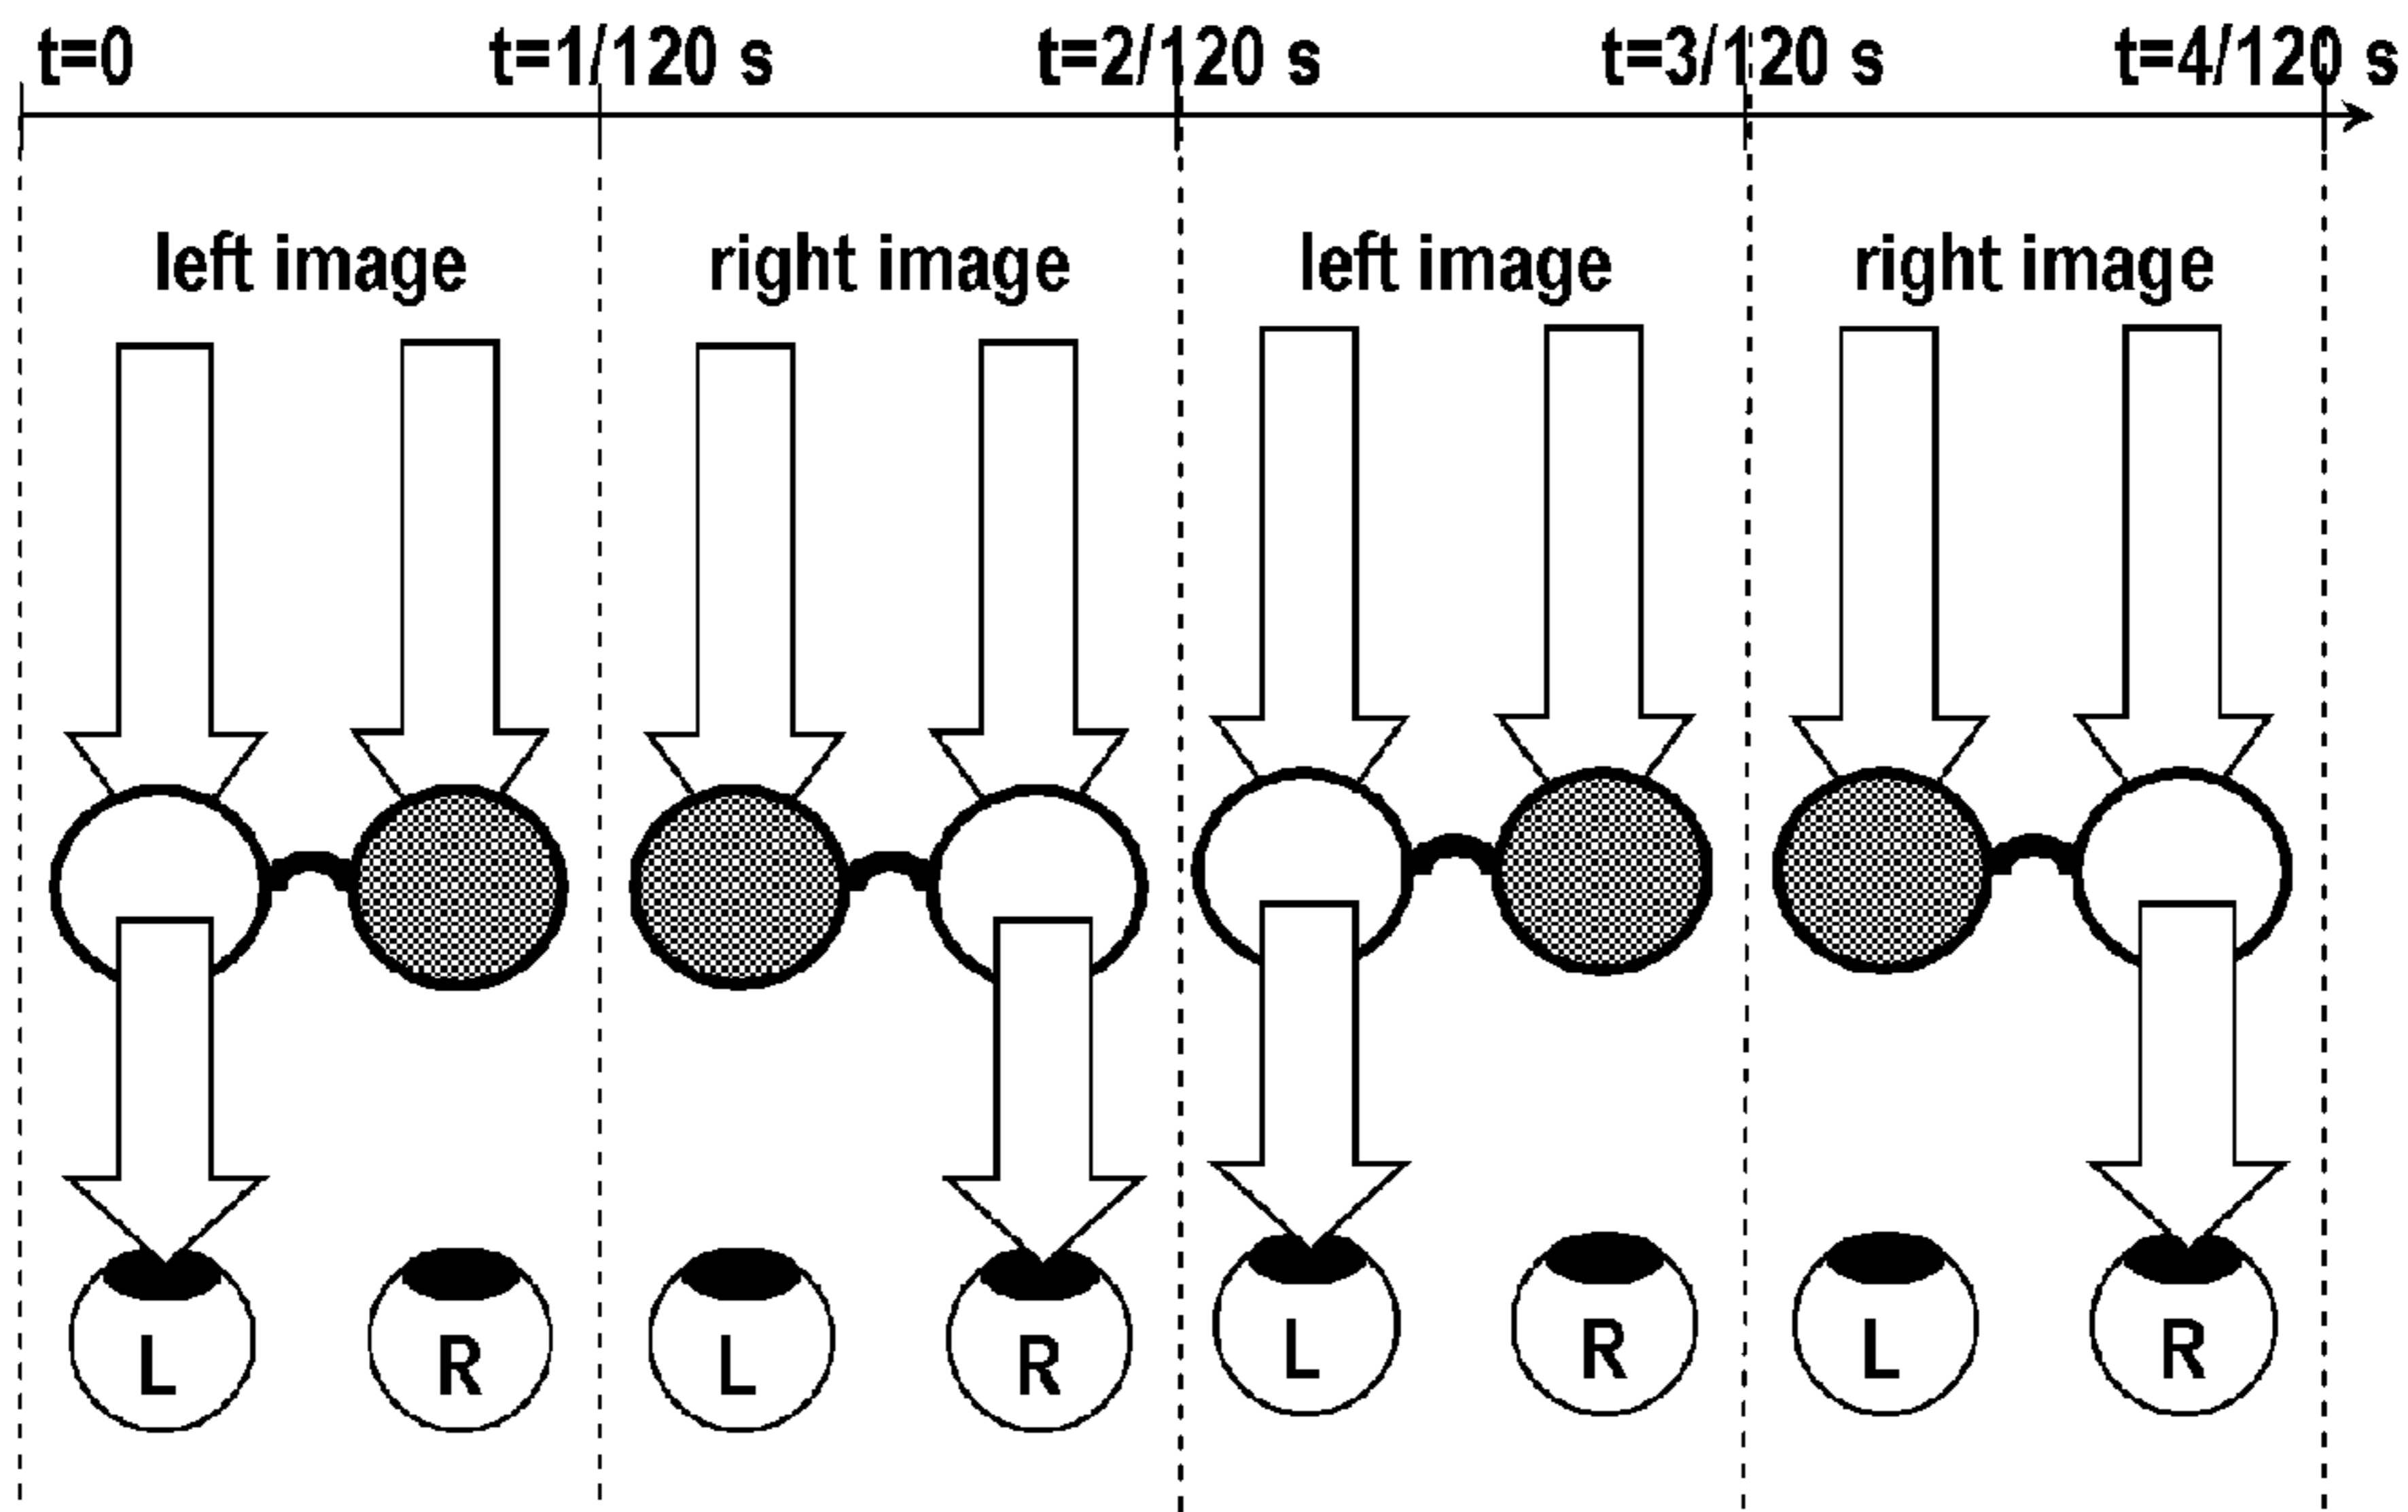 t=0 t=1/120 s t=2/120 s t=3/120 s t=4/120 s
left image right image left image right image
L R L R L R L R